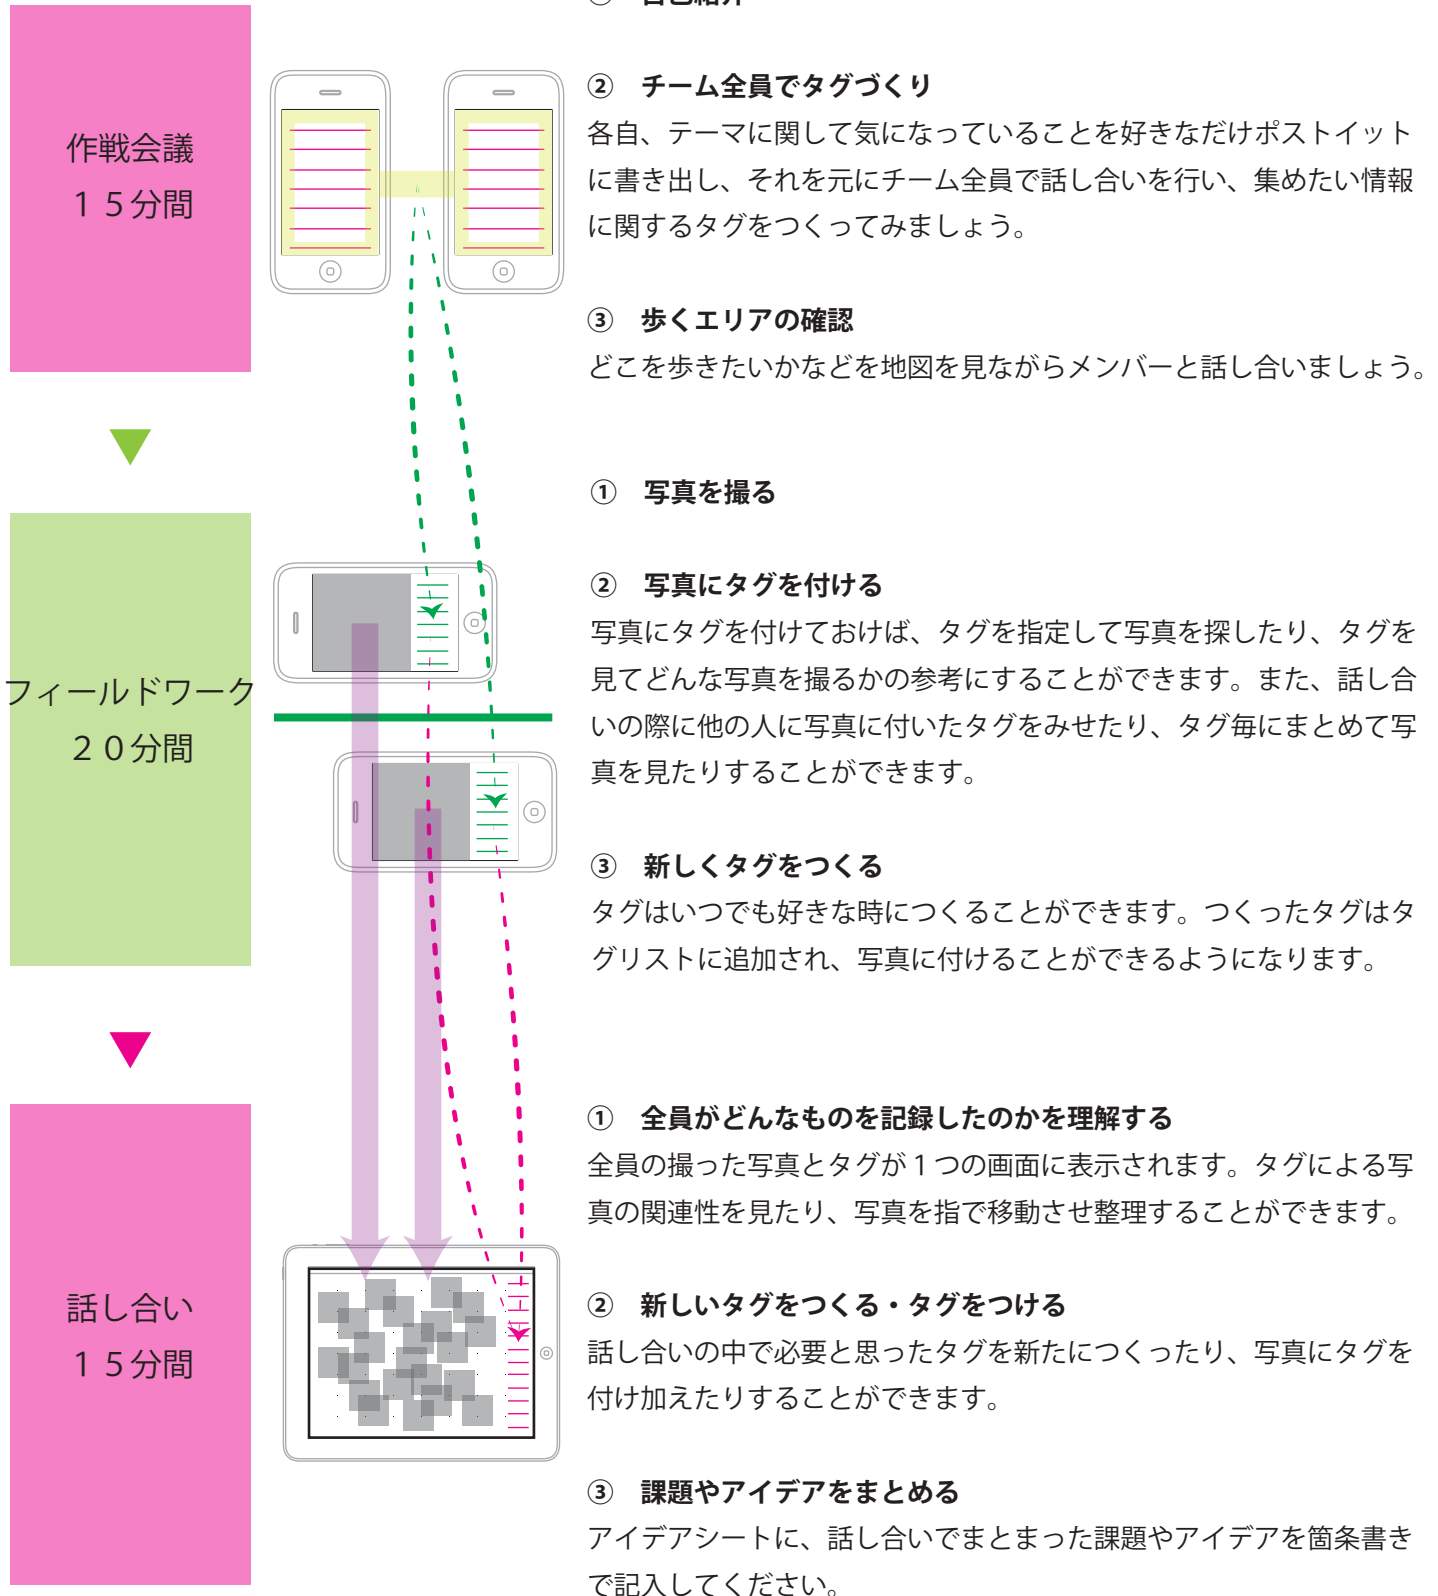 ① 自己紹介
作戦会議
１５分間
② チーム全員でタグづくり
各自、テーマに関して気になっていることを好きなだけポストイット
に書き出し、それを元にチーム全員で話し合いを行い、集めたい情報
に関するタグをつくってみましょう。
③ 歩くエリアの確認
どこを歩きたいかなどを地図を見ながらメンバーと話し合いましょう。
フィールドワーク
２０分間
① 写真を撮る
② 写真にタグを付ける
写真にタグを付けておけば、タグを指定して写真を探したり、タグを
見てどんな写真を撮るかの参考にすることができます。また、話し合
いの際に他の人に写真に付いたタグをみせたり、タグ毎にまとめて写
真を見たりすることができます。
③ 新しくタグをつくる
タグはいつでも好きな時につくることができます。つくったタグはタ
グリストに追加され、写真に付けることができるようになります。
話し合い
１５分間
① 全員がどんなものを記録したのかを理解する
全員の撮った写真とタグが１つの画面に表示されます。タグによる写
真の関連性を見たり、写真を指で移動させ整理することができます。
② 新しいタグをつくる・タグをつける
話し合いの中で必要と思ったタグを新たにつくったり、写真にタグを
付け加えたりすることができます。
③ 課題やアイデアをまとめる
アイデアシートに、話し合いでまとまった課題やアイデアを箇条書き
で記入してください。